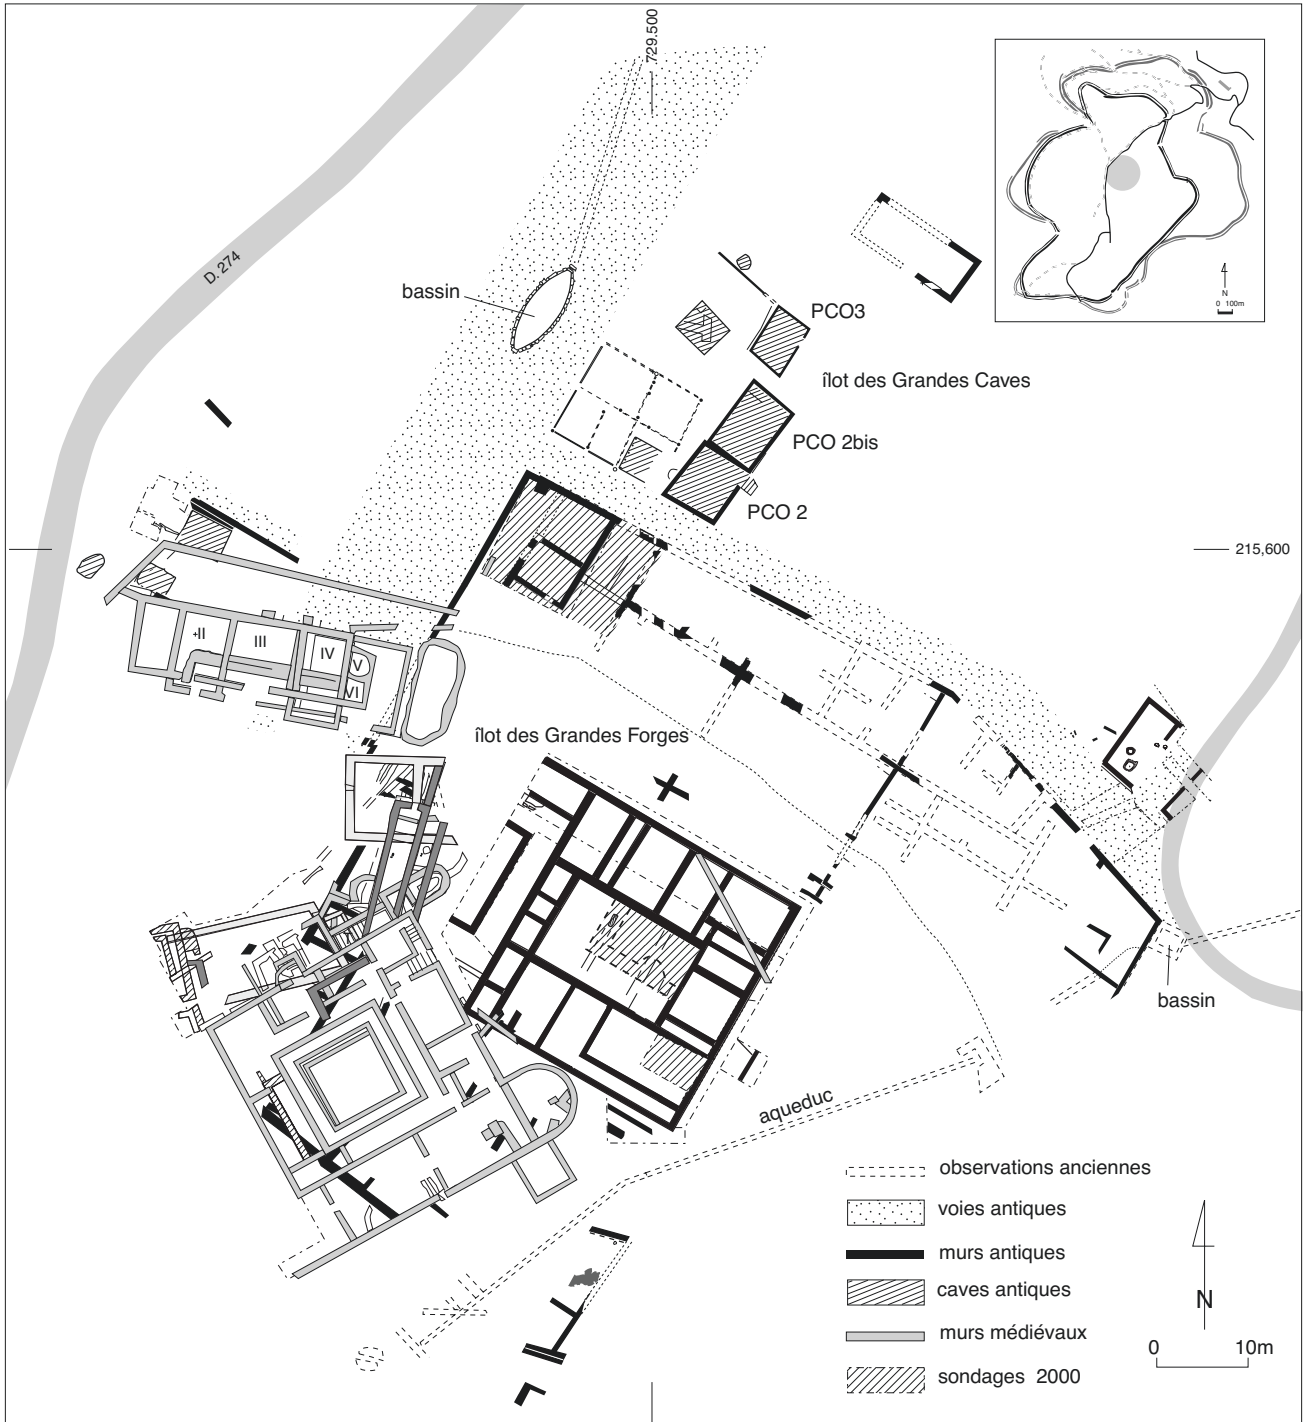 729.500
D. 274
bassin
PCO3
îlot des Grandes Caves
PCO 2bis
PCO 2
215,600
II
III
IV
V
VI
îlot des Grandes Forges
bassin
aqueduc
N
0 100m
observations anciennes
voies antiques
murs antiques
caves antiques
murs médiévaux
sondages 2000
N
0 10m